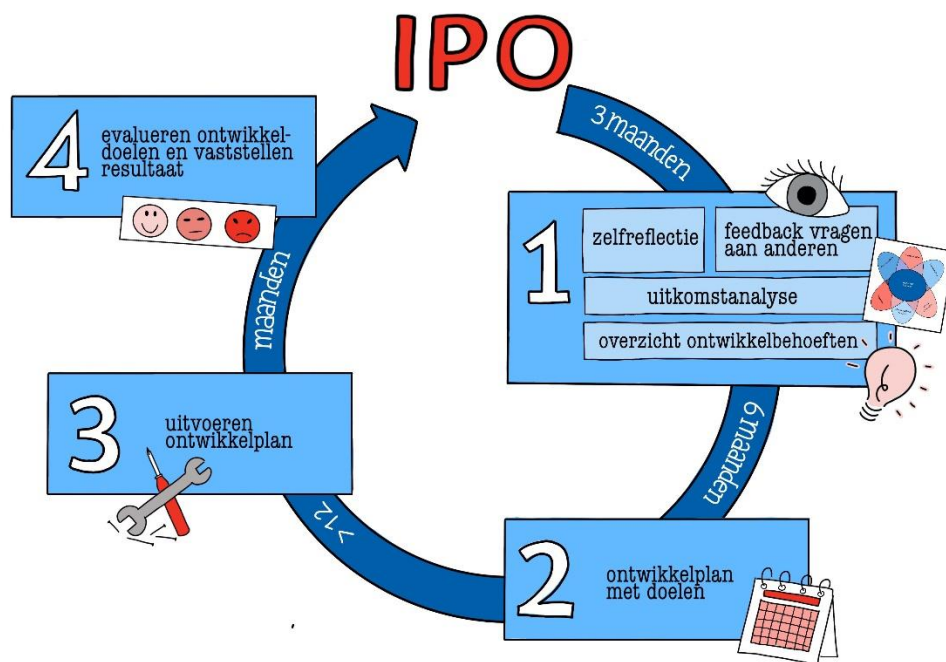 IPO
3 maanden
1
zelfreflectie
feedback vragen
aan anderen
uitkomstanalyse
overzicht ontwikkelbehoeften
6 maanden
2
ontwikkelplan
met doelen
>12
maanden
3
uitvoeren
ontwikkelplan
4
evalueren ontwikkel-
doelen en vaststellen
resultaat